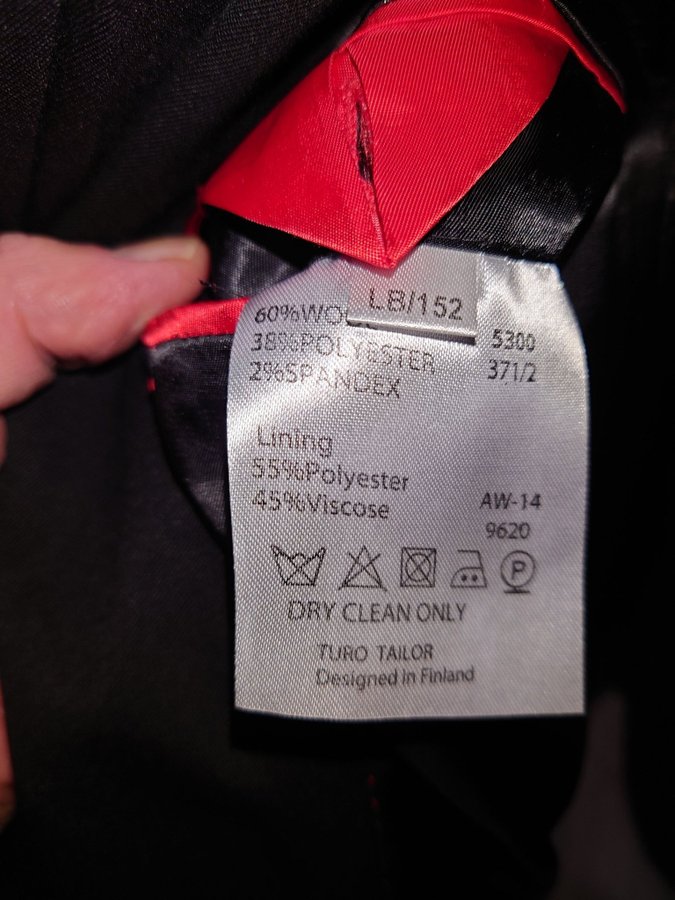 LB/152
60%WO
38%POLYESTER
2%SPANDEX
5300
371/2
Lining
55%Polyester
45%Viscose
AW-14
9620
P
DRY CLEAN ONLY
TURO TAILOR
Designed in Finland